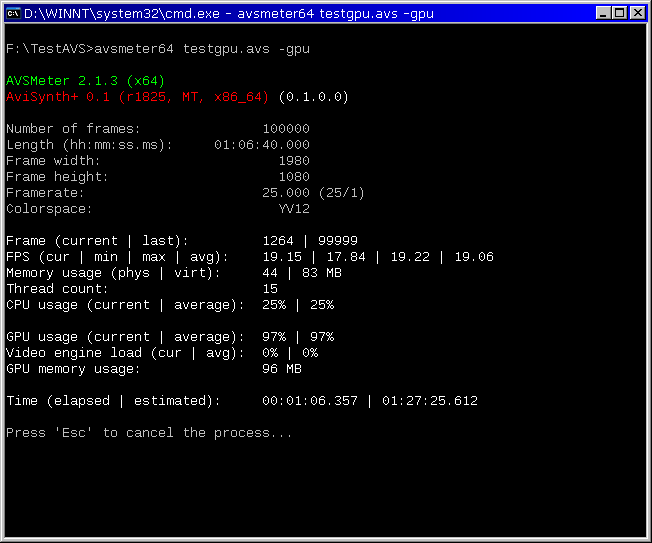 D:\WINNT\system32\cmd.exe - avsmeter64 testgpu.avs -gpu
F:\TestAVS>avsmeter64 testgpu.avs -gpu
AVSMeter 2.1.3 (x64)
AviSynth+ 0.1 (r1825, MT, x86_64) (0.1.0.0)
Number of frames: 100000
Length (hh:mm:ss.ms): 01:06:40.000
Frame width: 1980
Frame height: 1080
Framerate: 25.000 (25/1)
Colorspace: YV12
Frame (current | last): 1264 | 99999
FPS (cur | min | max | avg): 19.15 | 17.84 | 19.22 | 19.06
Memory usage (phys | virt): 44 | 83 MB
Thread count: 15
CPU usage (current | average): 25% | 25%
GPU usage (current | average): 97% | 97%
Video engine load (cur | avg): 0% | 0%
GPU memory usage: 96 MB
Time (elapsed | estimated): 00:01:06.357 | 01:27:25.612
Press 'Esc' to cancel the process...